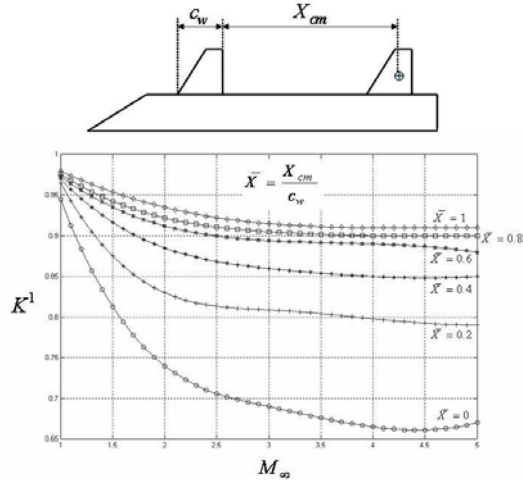 c_w X_cm
X̄ = X_cm / c_w
K¹
1
0.95
0.9
0.85
0.8
0.75
0.7
0.65
X̄ = 1
X̄ = 0.8
X̄ = 0.6
X̄ = 0.4
X̄ = 0.2
X̄ = 0
1 1.5 2 2.5 3 3.5 4 4.5 5
M_∞